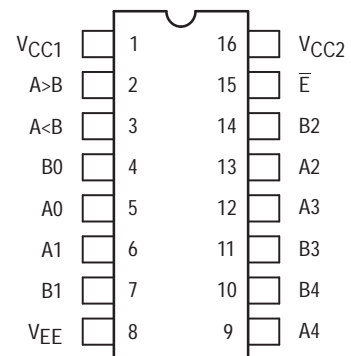 VCC1 1 16 VCC2
A>B 2 15 E̅
A<B 3 14 B2
B0 4 13 A2
A0 5 12 A3
A1 6 11 B3
B1 7 10 B4
VEE 8 9 A4